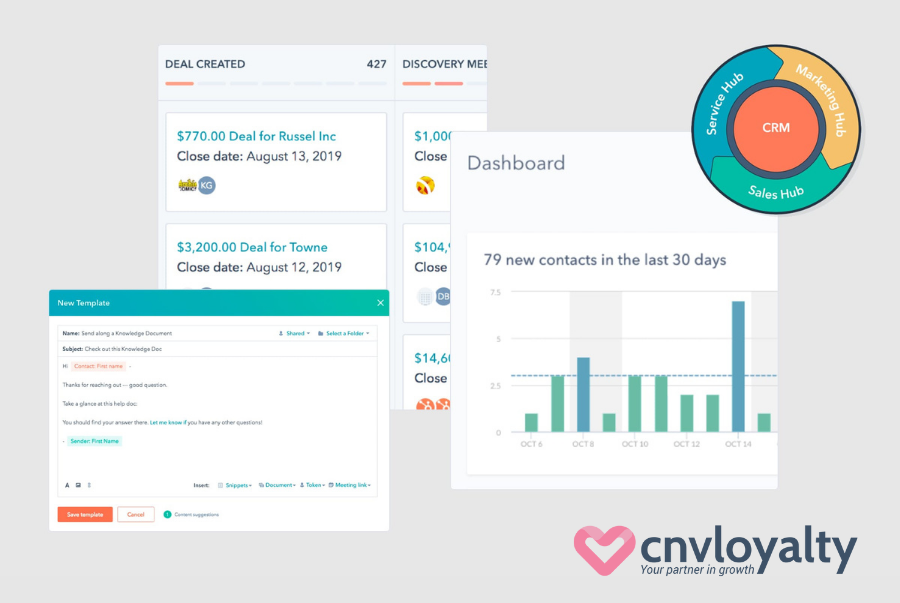 DEAL CREATED 427
$770.00 Deal for Russel Inc
Close date: August 13, 2019
KG
$3,200.00 Deal for Towne
Close date: August 12, 2019
DISCOVERY MEE
$1,000
Close
$104,
Close
DB
$14,60
Close
Dashboard
79 new contacts in the last 30 days
7.5
5
2.5
0
OCT 6 OCT 8 OCT 10 OCT 12 OCT 14
Service Hub
Marketing Hub
Sales Hub
CRM
New Template
Name: Send along a Knowledge Document Shared Select a Folder
Subject: Check out this Knowledge Doc
Hi Contact: First name -
Thanks for reaching out -- good question.
Take a glance at this help doc:
You should find your answer there. Let me know if you have any other questions!
- Sender: First Name
A Insert: Snippets Document Token Meeting link
Save template Cancel Content suggestions
cnvloyalty
Your partner in growth